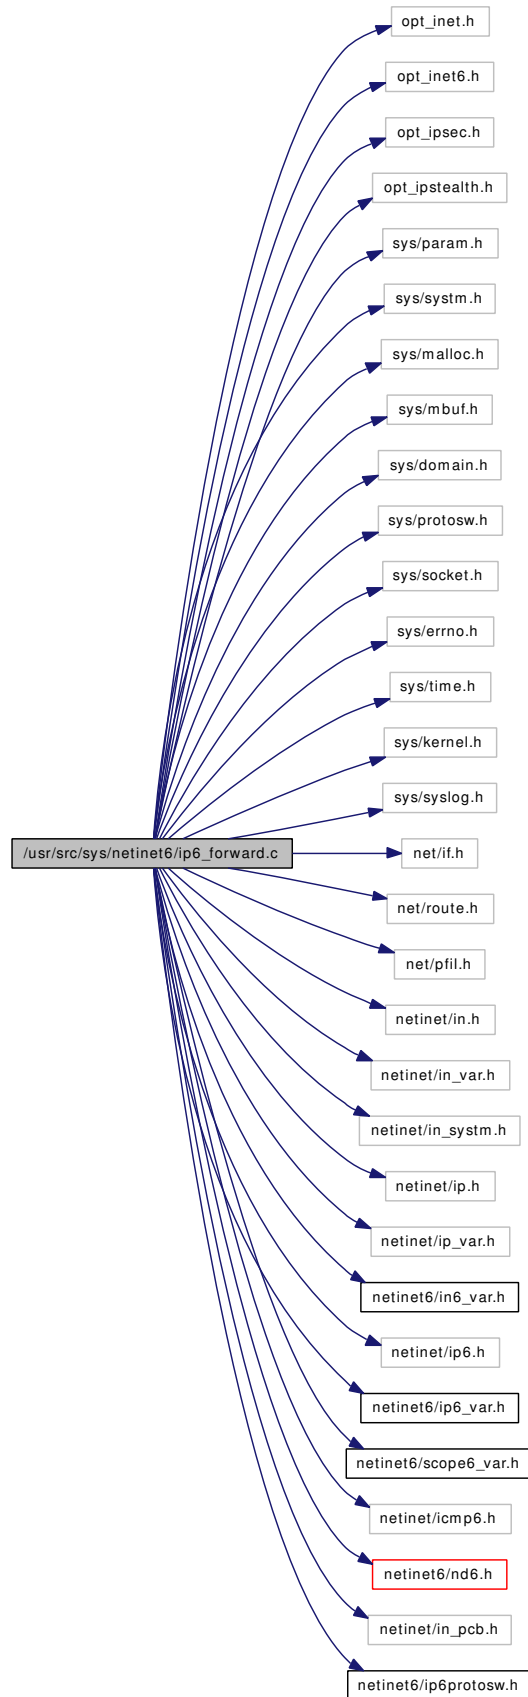 opt_inet.h
opt_inet6.h
opt_ipsec.h
opt_ipstealth.h
sys/param.h
sys/systm.h
sys/malloc.h
sys/mbuf.h
sys/domain.h
sys/protosw.h
sys/socket.h
sys/errno.h
sys/time.h
sys/kernel.h
sys/syslog.h
/usr/src/sys/netinet6/ip6_forward.c
net/if.h
net/route.h
net/pfil.h
netinet/in.h
netinet/in_var.h
netinet/in_systm.h
netinet/ip.h
netinet/ip_var.h
netinet6/in6_var.h
netinet/ip6.h
netinet6/ip6_var.h
netinet6/scope6_var.h
netinet/icmp6.h
netinet6/nd6.h
netinet/in_pcb.h
netinet6/ip6protosw.h